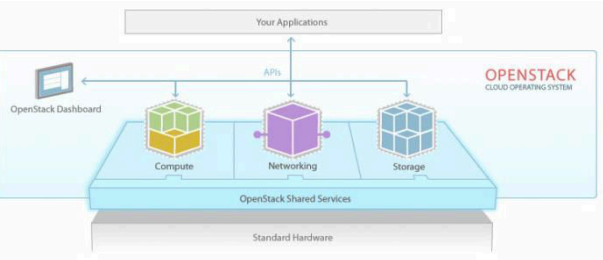 Your Applications
APIs
OPENSTACK
CLOUD OPERATING SYSTEM
OpenStack Dashboard
Compute
Networking
Storage
OpenStack Shared Services
Standard Hardware